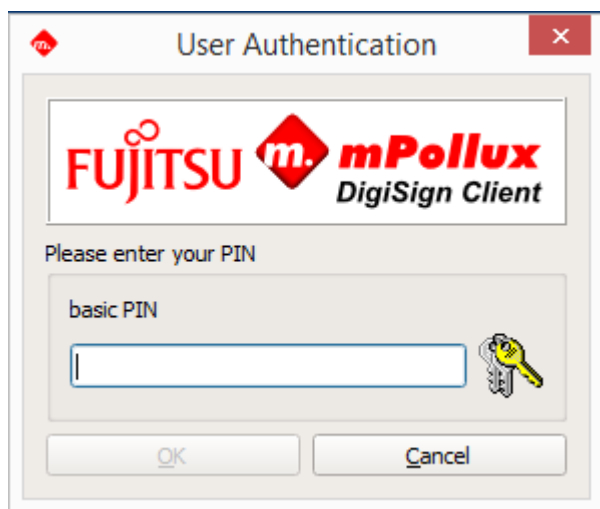 m.
User Authentication
×
FUJITSU m. mPollux
DigiSign Client
Please enter your PIN
basic PIN
OK
Cancel